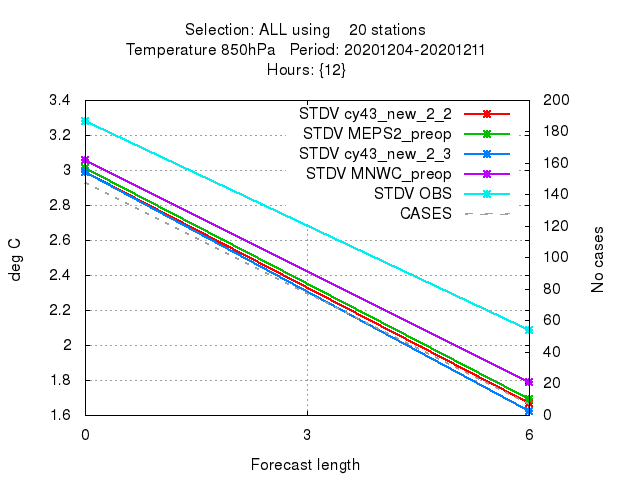 Selection: ALL using 20 stations
Temperature 850hPa Period: 20201204-20201211
Hours: {12}
3.4
3.2
3
2.8
2.6
2.4
2.2
2
1.8
1.6
deg C
STDV cy43_new_2_2
STDV MEPS2_preop
STDV cy43_new_2_3
STDV MNWC_preop
STDV OBS
CASES
200
180
160
140
120
100
80
60
40
20
0
No cases
0 3 6
Forecast length